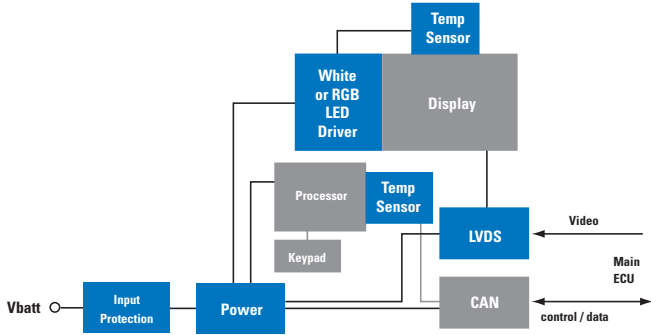 Temp
Sensor
White
or RGB
LED
Driver
Display
Processor
Temp
Sensor
Keypad
LVDS
Video
Main
ECU
Vbatt
Input
Protection
Power
CAN
control / data